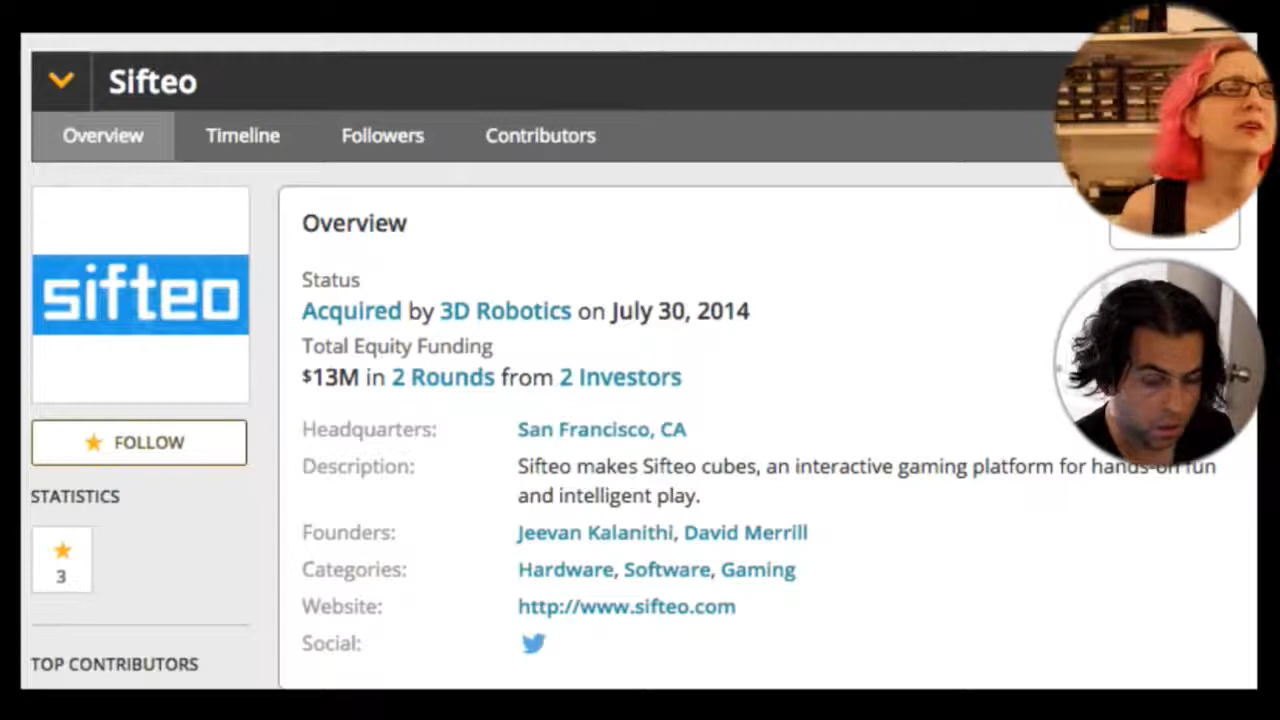 Sifteo
Overview Timeline Followers Contributors
sifteo
FOLLOW
STATISTICS
3
TOP CONTRIBUTORS
Overview
Status
Acquired by 3D Robotics on July 30, 2014
Total Equity Funding
$13M in 2 Rounds from 2 Investors
Headquarters: San Francisco, CA
Description: Sifteo makes Sifteo cubes, an interactive gaming platform for hands-on fun
and intelligent play.
Founders: Jeevan Kalanithi, David Merrill
Categories: Hardware, Software, Gaming
Website: http://www.sifteo.com
Social: